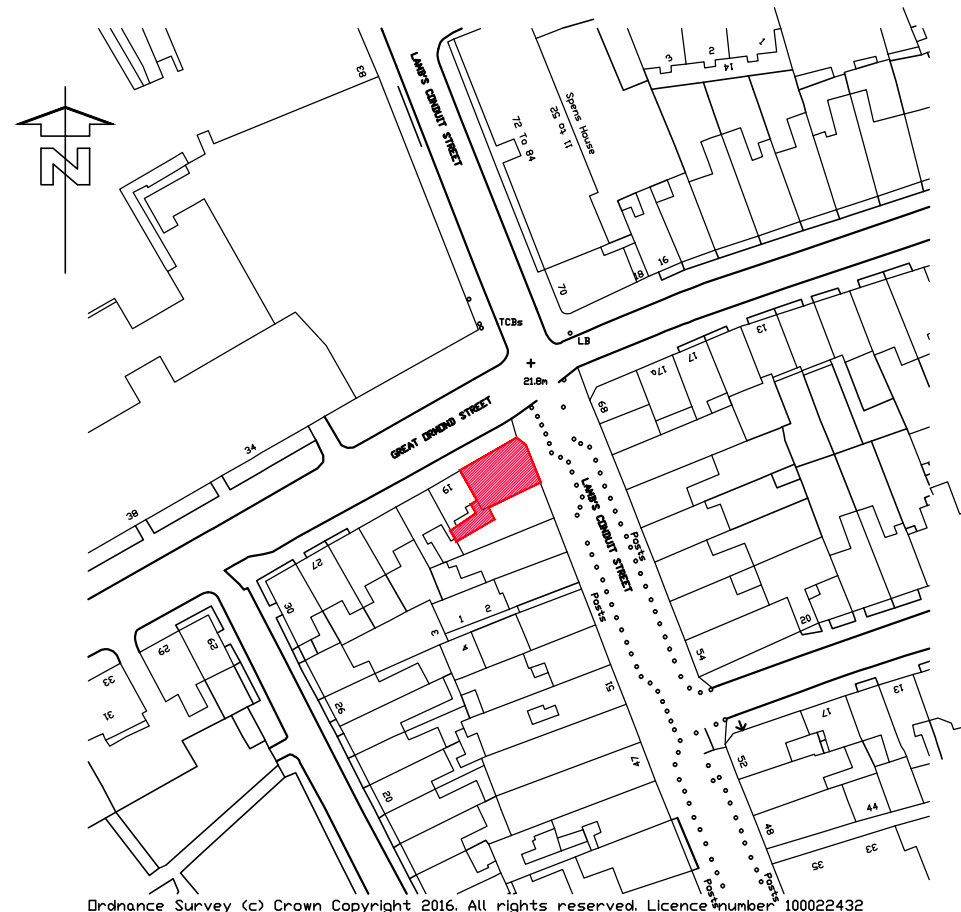 83
LAMB'S CONDUIT STREET
72 To 84
Spens House
11 to 52
3
2
1
14
N
70
18
16
TCBs
LB
21.8m
GREAT ORMOND STREET
68
17a
17
13
34
38
19
LAMB'S CONDUIT STREET
Posts
Posts
27
30
1
2
3
4
29
62
33
31
26
20
51
47
54
20
52
17
13
48
44
35
33
Posts
Posts
Ordnance Survey (c) Crown Copyright 2016. All rights reserved. Licence number 100022432